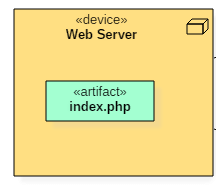 «device»
Web Server
«artifact»
index.php